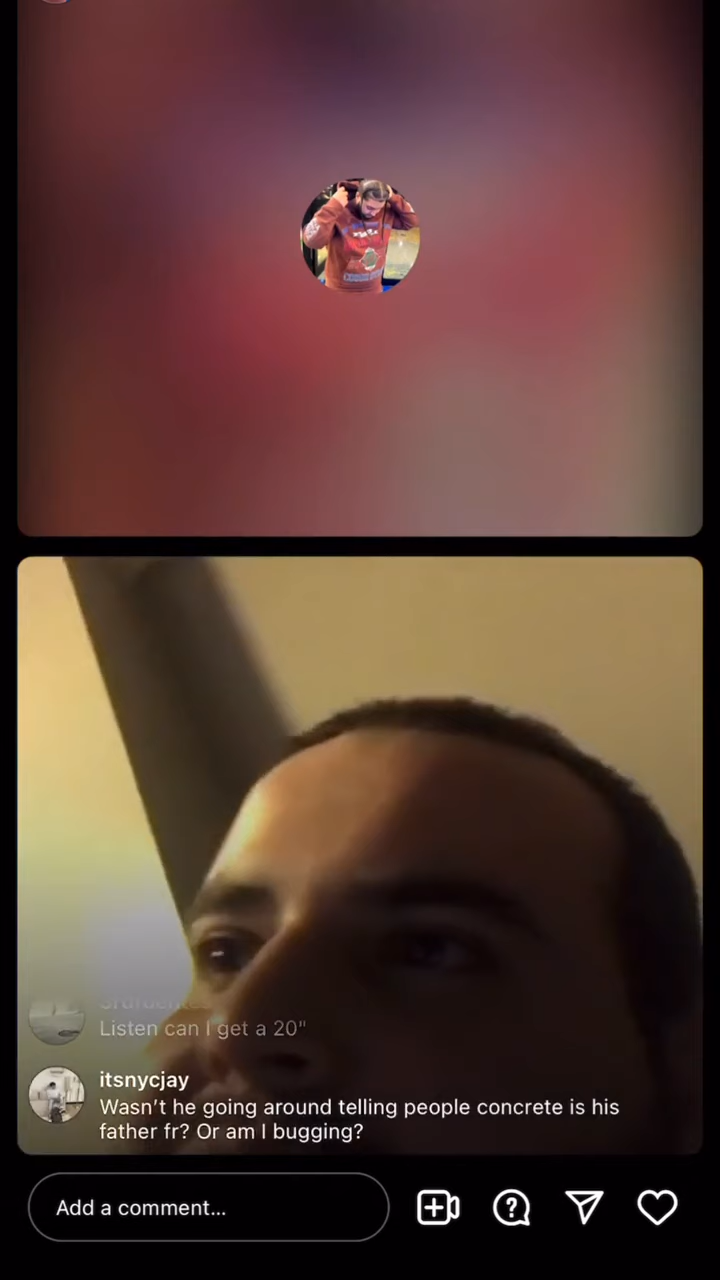 Listen can I get a 20"
itsnycjay
Wasn't he going around telling people concrete is his
father fr? Or am I bugging?
Add a comment...